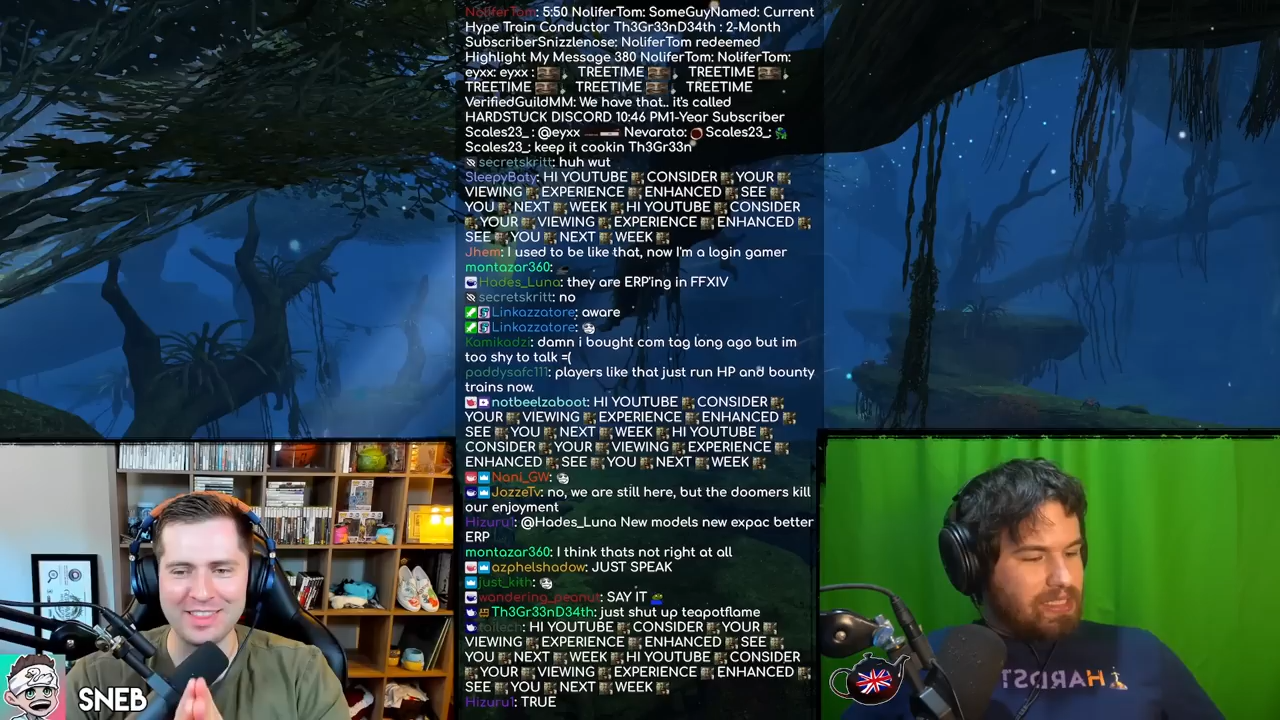 NoliferTom: 5:50 NoliferTom: SomeGuyNamed: Current
Hype Train Conductor Th3Gr33nD34th : 2-Month
SubscriberSnizzlenose: NoliferTom redeemed
Highlight My Message 380 NoliferTom: NoliferTom:
eyxx: eyxx : TREETIME TREETIME
TREETIME TREETIME TREETIME
VerifiedGuildMM: We have that.. it's called
HARDSTUCK DISCORD 10:46 PM1-Year Subscriber
Scales23_: @eyxx Nevarato: Scales23_:
Scales23_: keep it cookin Th3Gr33n
secretskritt: huh wut
SleepyBaty: HI YOUTUBE CONSIDER YOUR
VIEWING EXPERIENCE ENHANCED SEE
YOU NEXT WEEK HI YOUTUBE CONSIDER
YOUR VIEWING EXPERIENCE ENHANCED
SEE YOU NEXT WEEK
Jhem: I used to be like that, now I'm a login gamer
montazar360:
Hades_Luna: they are ERP'ing in FFXIV
secretskritt: no
Linkazzatore: aware
Linkazzatore:
Kamikadzi: damn i bought com tag long ago but im
too shy to talk =(
paddysafc111: players like that just run HP and bounty
trains now.
notbeelzaboot: HI YOUTUBE CONSIDER
YOUR VIEWING EXPERIENCE ENHANCED
SEE YOU NEXT WEEK HI YOUTUBE
CONSIDER YOUR VIEWING EXPERIENCE
ENHANCED SEE YOU NEXT WEEK
Nani_GW:
JozzeTv: no, we are still here, but the doomers kill
our enjoyment
Hizuru1: @Hades_Luna New models new expac better
ERP
montazar360: I think thats not right at all
azphelshadow: JUST SPEAK
just_kith:
wandering_peanut: SAY IT
Th3Gr33nD34th: just shut up teapotflame
HI YOUTUBE CONSIDER YOUR
VIEWING EXPERIENCE ENHANCED SEE
YOU NEXT WEEK HI YOUTUBE CONSIDER
YOUR VIEWING EXPERIENCE ENHANCED
SEE YOU NEXT WEEK
Hizuru1: TRUE
SNEB